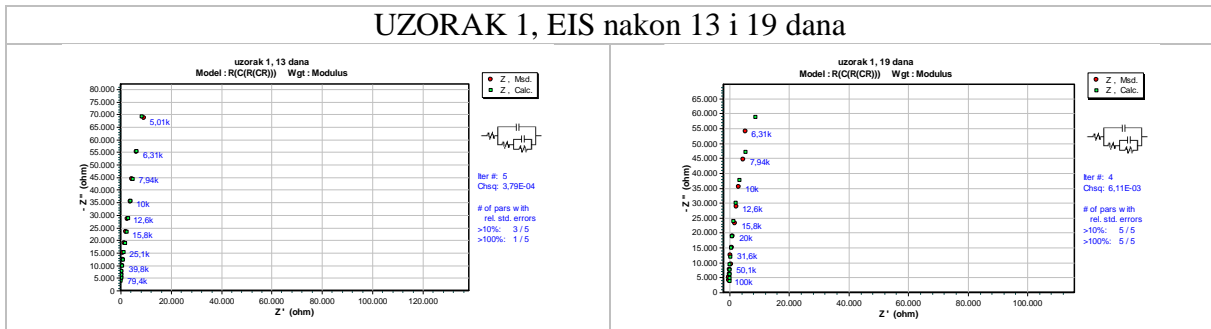 UZORAK 1, EIS nakon 13 i 19 dana
uzorak 1, 13 dana
Model : R(C(R(CR))) Wgt : Modulus
Z , Msd.
Z , Calc.
80.000
75.000
70.000
65.000
60.000
55.000
50.000
45.000
40.000
35.000
30.000
25.000
20.000
15.000
10.000
5.000
0
- Z'' (ohm)
5,01k
6,31k
7,94k
10k
12,6k
15,8k
25,1k
39,8k
79,4k
0
20.000
40.000
60.000
80.000
100.000
120.000
Z ' (ohm)
Iter #: 5
Chsq: 3,79E-04
# of pars with
rel. std. errors
>10%: 3 / 5
>100%: 1 / 5
uzorak 1, 19 dana
Model : R(C(R(CR))) Wgt : Modulus
Z , Msd.
Z , Calc.
65.000
60.000
55.000
50.000
45.000
40.000
35.000
30.000
25.000
20.000
15.000
10.000
5.000
0
- Z'' (ohm)
6,31k
7,94k
10k
12,6k
15,8k
20k
31,6k
50,1k
100k
0
20.000
40.000
60.000
80.000
100.000
Z ' (ohm)
Iter #: 4
Chsq: 6,11E-03
# of pars with
rel. std. errors
>10%: 5 / 5
>100%: 5 / 5